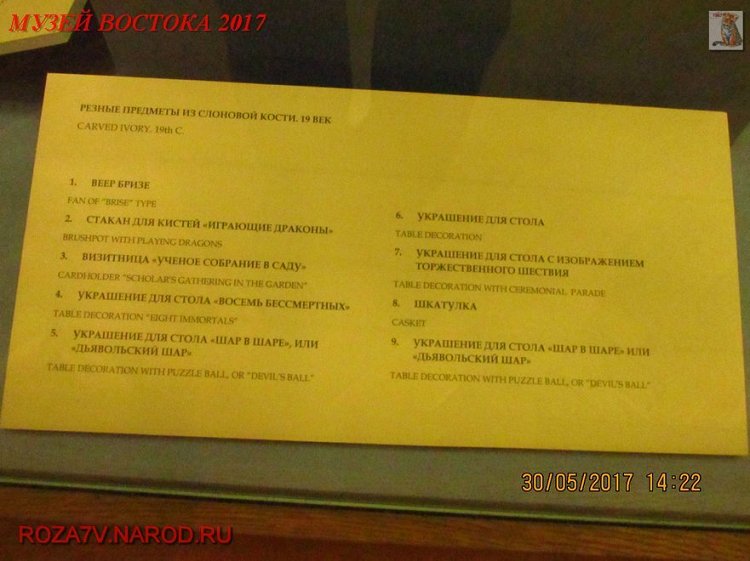 МУЗЕЙ ВОСТОКА 2017
РЕЗНЫЕ ПРЕДМЕТЫ ИЗ СЛОНОВОЙ КОСТИ. 19 ВЕК
CARVED IVORY. 19th C.
1. ВЕЕР БРИЗЕ
FAN OF "BRISE" TYPE
2. СТАКАН ДЛЯ КИСТЕЙ «ИГРАЮЩИЕ ДРАКОНЫ»
BRUSHPOT WITH PLAYING DRAGONS
3. ВИЗИТНИЦА «УЧЕНОЕ СОБРАНИЕ В САДУ»
CARDHOLDER "SCHOLAR'S GATHERING IN THE GARDEN"
4. УКРАШЕНИЕ ДЛЯ СТОЛА «ВОСЕМЬ БЕССМЕРТНЫХ»
TABLE DECORATION "EIGHT IMMORTALS"
5. УКРАШЕНИЕ ДЛЯ СТОЛА «ШАР В ШАРЕ», ИЛИ
«ДЬЯВОЛЬСКИЙ ШАР«
TABLE DECORATION WITH PUZZLE BALL, OR "DEVIL'S BALL"
6. УКРАШЕНИЕ ДЛЯ СТОЛА
TABLE DECORATION
7. УКРАШЕНИЕ ДЛЯ СТОЛА С ИЗОБРАЖЕНИЕМ
ТОРЖЕСТВЕННОГО ШЕСТВИЯ
TABLE DECORATION WITH CEREMONIAL PARADE
8. ШКАТУЛКА
CASKET
9. УКРАШЕНИЕ ДЛЯ СТОЛА «ШАР В ШАРЕ» ИЛИ
«ДЬЯВОЛЬСКИЙ ШАР»
TABLE DECORATION WITH PUZZLE BALL, OR "DEVIL'S BALL"
30/05/2017 14:22
ROZA7V.NAROD.RU